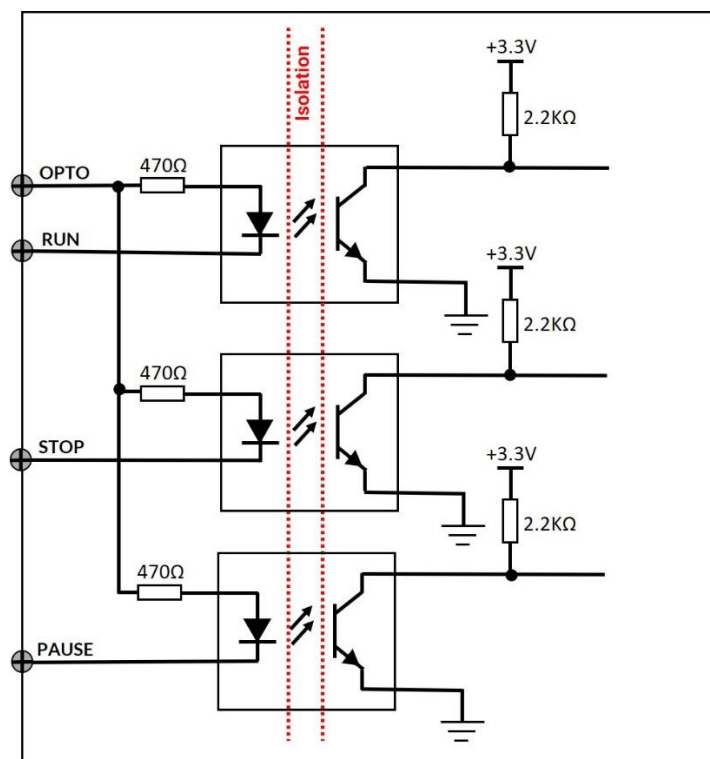 Isolation
+3.3V
2.2KΩ
OPTO
470Ω
RUN
+3.3V
2.2KΩ
470Ω
STOP
+3.3V
2.2KΩ
470Ω
PAUSE